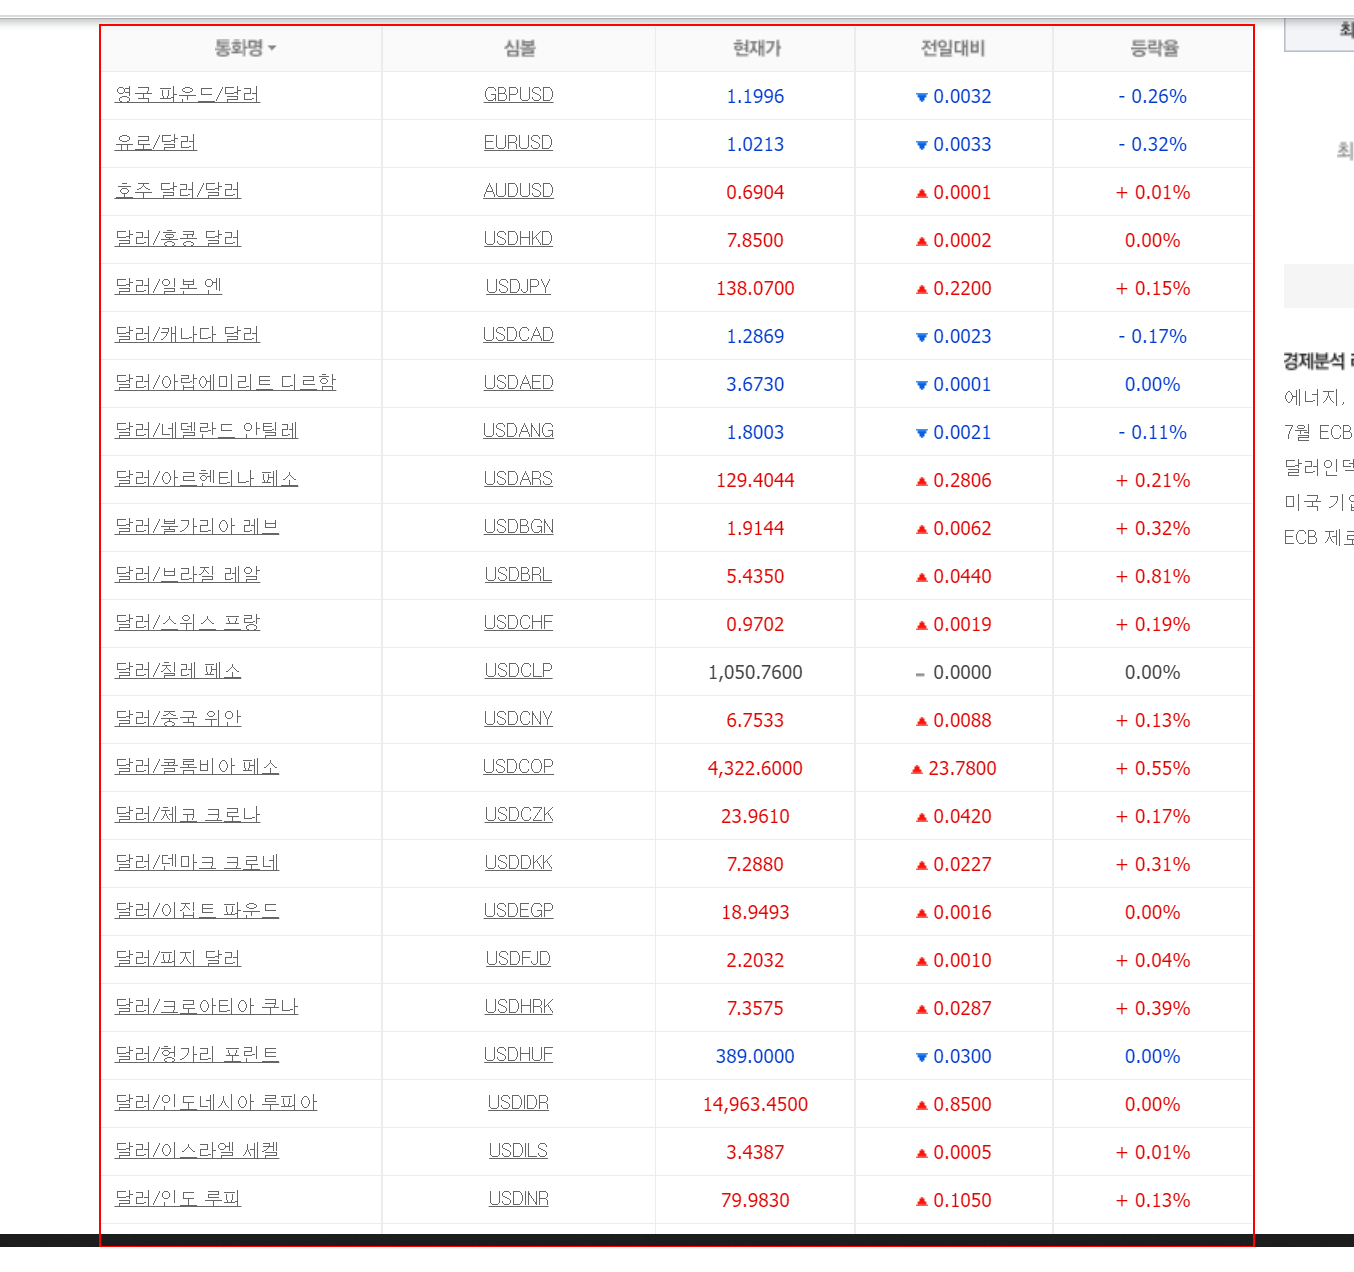 통화명 심볼 현재가 전일대비 등락율
영국 파운드/달러 GBPUSD 1.1996 ▼ 0.0032 - 0.26%
유로/달러 EURUSD 1.0213 ▼ 0.0033 - 0.32%
호주 달러/달러 AUDUSD 0.6904 ▲ 0.0001 + 0.01%
달러/홍콩 달러 USDHKD 7.8500 ▲ 0.0002 0.00%
달러/일본 엔 USDJPY 138.0700 ▲ 0.2200 + 0.15%
달러/캐나다 달러 USDCAD 1.2869 ▼ 0.0023 - 0.17%
달러/아랍에미리트 디르함 USDAED 3.6730 ▼ 0.0001 0.00%
달러/네델란드 안틸레 USDANG 1.8003 ▼ 0.0021 - 0.11%
달러/아르헨티나 페소 USDARS 129.4044 ▲ 0.2806 + 0.21%
달러/불가리아 레브 USDBGN 1.9144 ▲ 0.0062 + 0.32%
달러/브라질 레알 USDBRL 5.4350 ▲ 0.0440 + 0.81%
달러/스위스 프랑 USDCHF 0.9702 ▲ 0.0019 + 0.19%
달러/칠레 페소 USDCLP 1,050.7600 - 0.0000 0.00%
달러/중국 위안 USDCNY 6.7533 ▲ 0.0088 + 0.13%
달러/콜롬비아 페소 USDCOP 4,322.6000 ▲ 23.7800 + 0.55%
달러/체코 크로나 USDCZK 23.9610 ▲ 0.0420 + 0.17%
달러/덴마크 크로네 USDDKK 7.2880 ▲ 0.0227 + 0.31%
달러/이집트 파운드 USDEGP 18.9493 ▲ 0.0016 0.00%
달러/피지 달러 USDFJD 2.2032 ▲ 0.0010 + 0.04%
달러/크로아티아 쿠나 USDHRK 7.3575 ▲ 0.0287 + 0.39%
달러/헝가리 포린트 USDHUF 389.0000 ▼ 0.0300 0.00%
달러/인도네시아 루피아 USDIDR 14,963.4500 ▲ 0.8500 0.00%
달러/이스라엘 세켈 USDILS 3.4387 ▲ 0.0005 + 0.01%
달러/인도 루피 USDINR 79.9830 ▲ 0.1050 + 0.13%
최
최
경제분석
에너지,
7월 ECB
달러인덱
미국 기업
ECB 제로